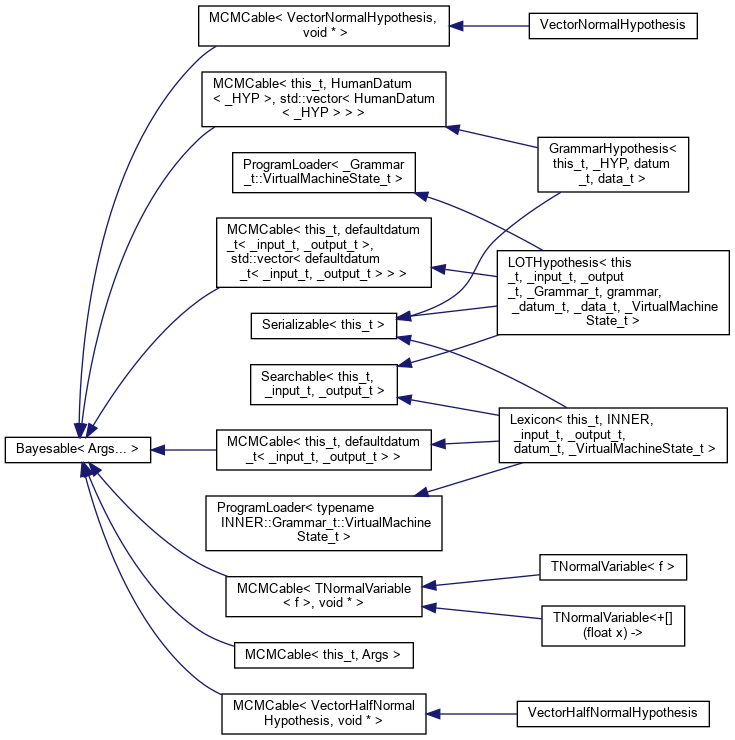 MCMCable< VectorNormalHypothesis,
void * >
VectorNormalHypothesis
MCMCable< this_t, HumanDatum
< _HYP >, std::vector< HumanDatum
< _HYP > > >
GrammarHypothesis<
this_t, _HYP, datum
_t, data_t >
ProgramLoader< _Grammar
_t::VirtualMachineState_t >
MCMCable< this_t, defaultdatum
_t< _input_t, _output_t >,
std::vector< defaultdatum
_t< _input_t, _output_t > > >
LOTHypothesis< this
_t, _input_t, _output
_t, _Grammar_t, grammar,
_datum_t, _data_t, _VirtualMachine
State_t >
Serializable< this_t >
Searchable< this_t,
_input_t, _output_t >
Lexicon< this_t, INNER,
_input_t, _output_t,
datum_t, _VirtualMachineState_t >
Bayesable< Args... >
MCMCable< this_t, defaultdatum
_t< _input_t, _output_t > >
ProgramLoader< typename
INNER::Grammar_t::VirtualMachine
State_t >
TNormalVariable< f >
MCMCable< TNormalVariable
< f >, void * >
TNormalVariable<+[]
(float x) ->
MCMCable< this_t, Args >
MCMCable< VectorHalfNormal
Hypothesis, void * >
VectorHalfNormalHypothesis